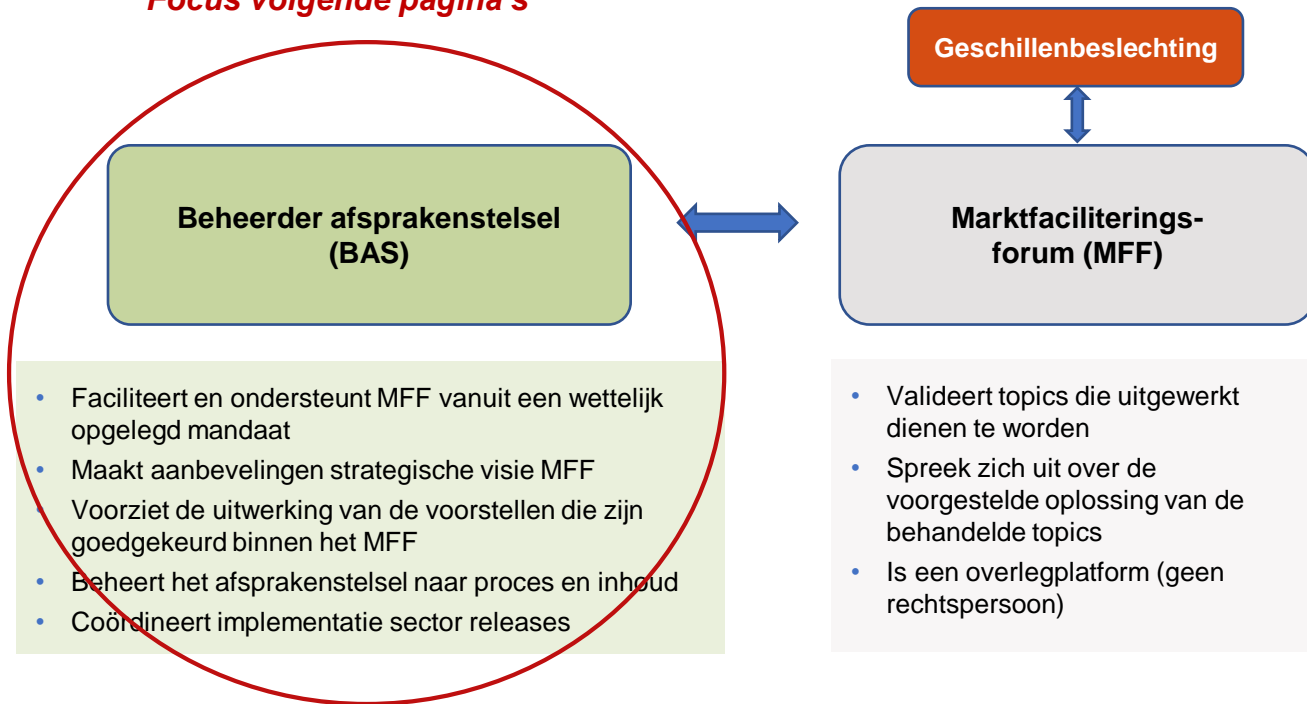 Focus volgende pagina's
Geschillenbeslechting
Beheerder afsprakenstelsel
(BAS)
Marktfaciliterings-
forum (MFF)
• Faciliteert en ondersteunt MFF vanuit een wettelijk
opgelegd mandaat
• Maakt aanbevelingen strategische visie MFF
• Voorziet de uitwerking van de voorstellen die zijn
goedgekeurd binnen het MFF
• Beheert het afsprakenstelsel naar proces en inhoud
• Coördineert implementatie sector releases
• Valideert topics die uitgewerkt
dienen te worden
• Spreek zich uit over de
voorgestelde oplossing van de
behandelde topics
• Is een overlegplatform (geen
rechtspersoon)